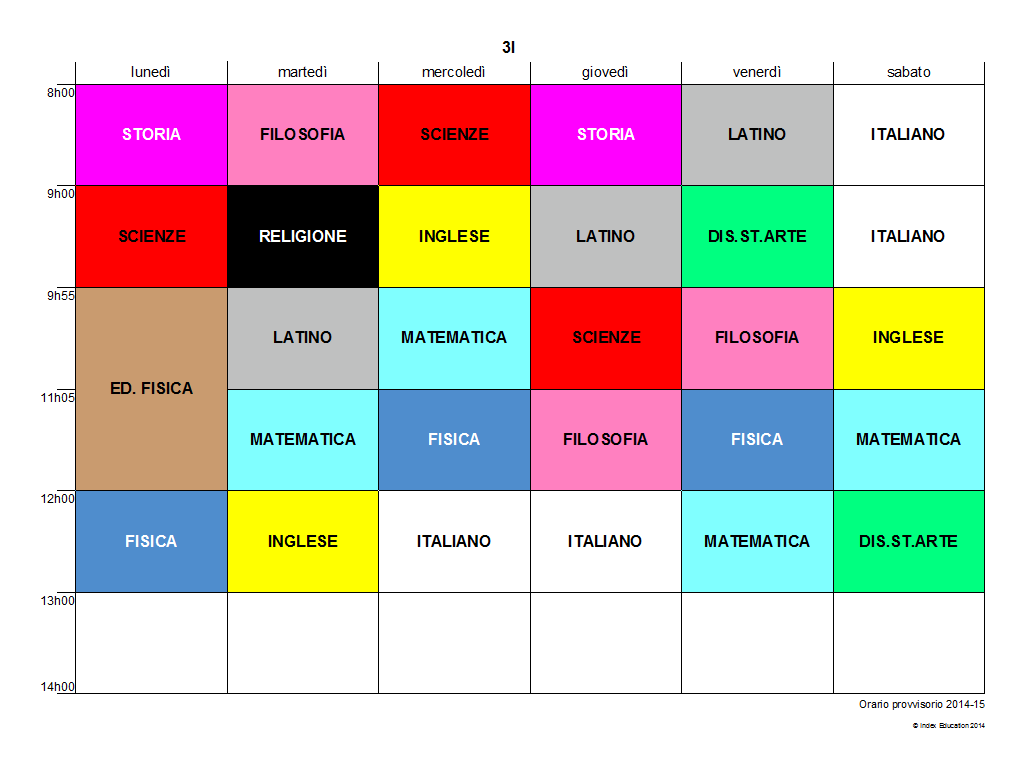 3I
lunedì martedì mercoledì giovedì venerdì sabato
8h00
STORIA FILOSOFIA SCIENZE STORIA LATINO ITALIANO
9h00
SCIENZE RELIGIONE INGLESE LATINO DIS.ST.ARTE ITALIANO
9h55
LATINO MATEMATICA SCIENZE FILOSOFIA INGLESE
ED. FISICA
11h05
MATEMATICA FISICA FILOSOFIA FISICA MATEMATICA
12h00
FISICA INGLESE ITALIANO ITALIANO MATEMATICA DIS.ST.ARTE
13h00
14h00
Orario provvisorio 2014-15
© Index Education 2014